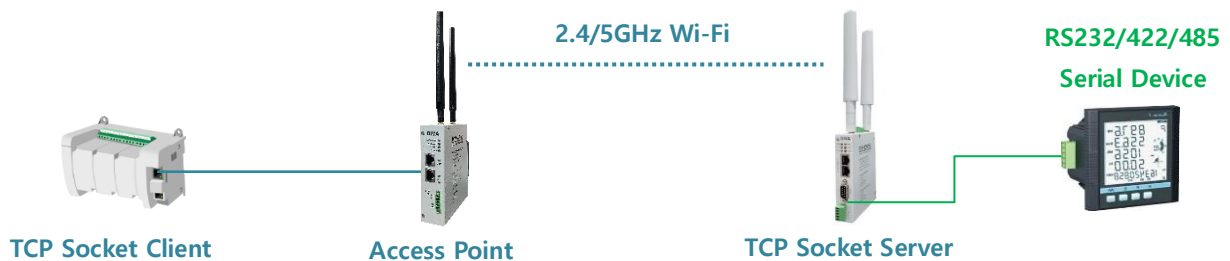 2.4/5GHz Wi-Fi
RS232/422/485
Serial Device
TCP Socket Client
Access Point
TCP Socket Server